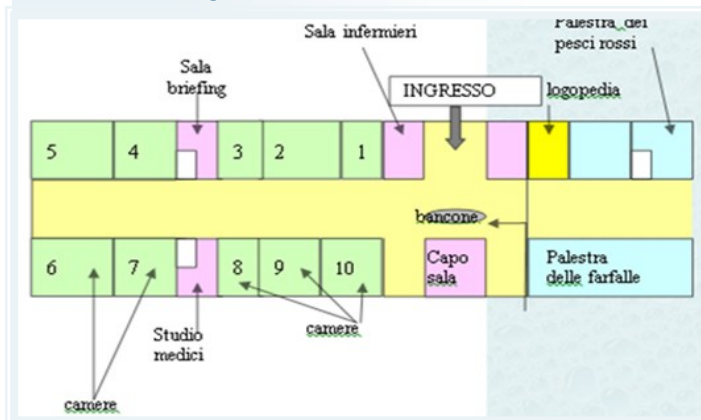 Sala infermieri
Palestra dei
pesci rossi
Sala
briefing
INGRESSO
logopedia
5
4
3
2
1
bancone
6
7
8
9
10
Capo
sala
Palestra
delle farfalle
camere
Studio
medici
camere